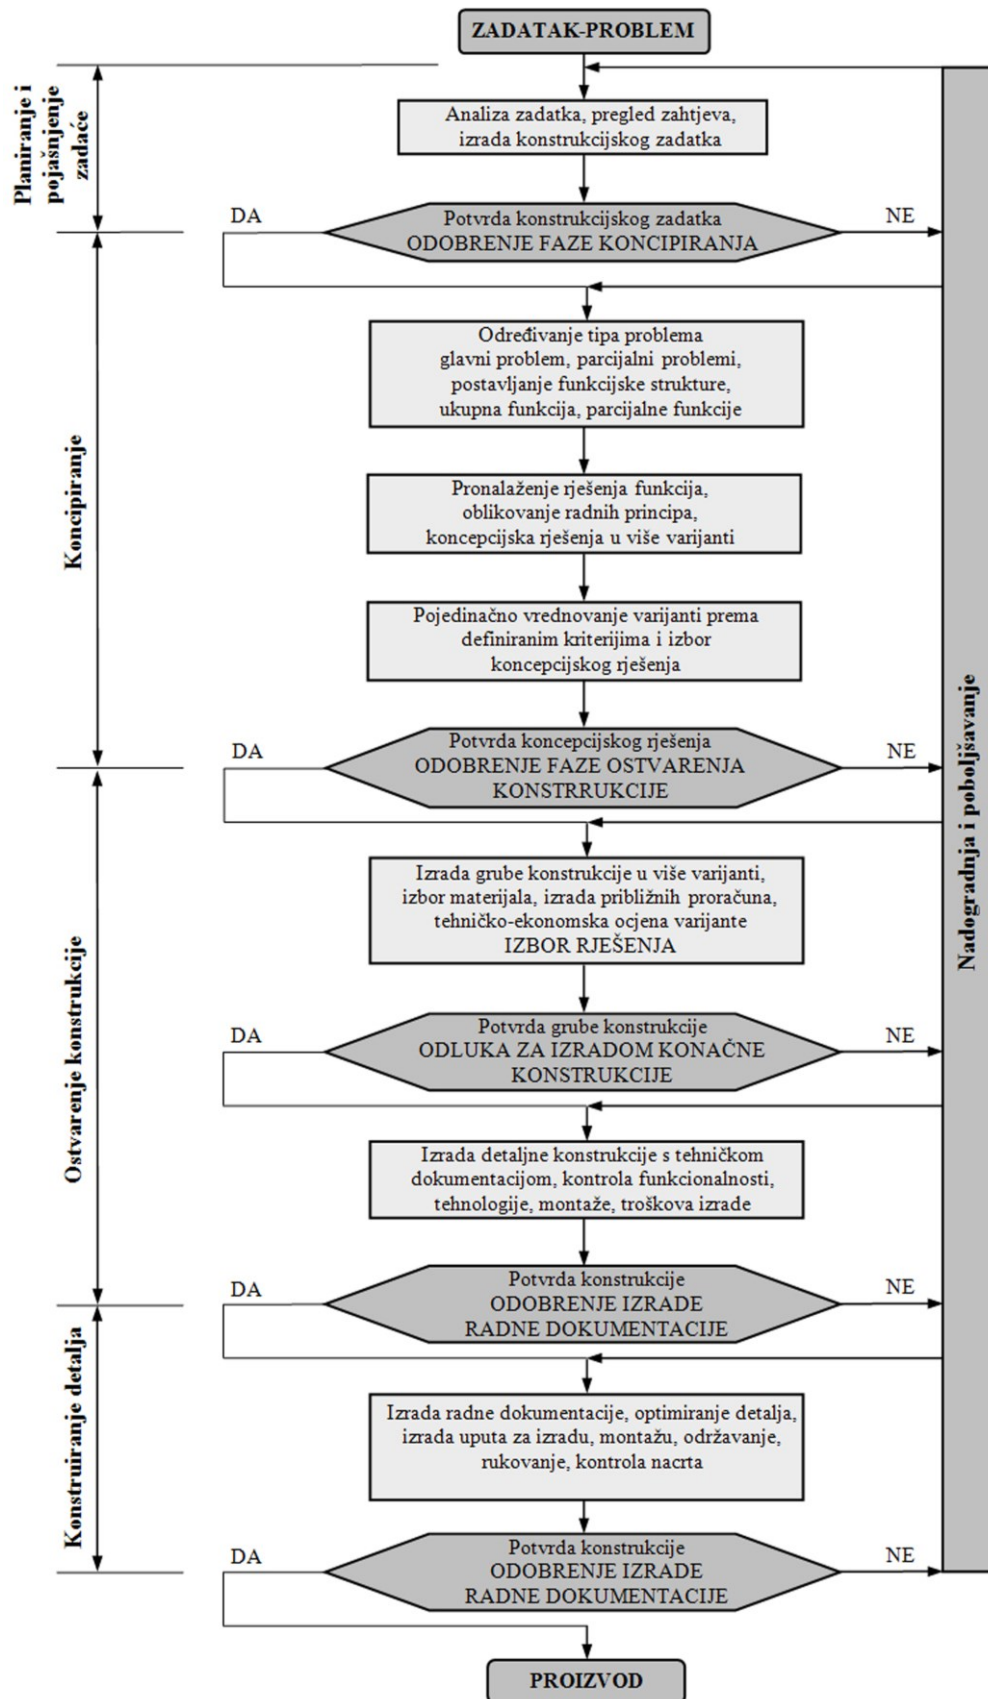 ZADATAK-PROBLEM
Planiranje i
pojašnjenje
zadaće
Analiza zadatka, pregled zahtjeva,
izrada konstrukcijskog zadatka
DA
Potvrda konstrukcijskog zadatka
ODOBRENJE FAZE KONCIPIRANJA
NE
Koncipiranje
Određivanje tipa problema
glavni problem, parcijalni problemi,
postavljanje funkcijske strukture,
ukupna funkcija, parcijalne funkcije
Pronalaženje rješenja funkcija,
oblikovanje radnih principa,
koncepcijska rješenja u više varijanti
Pojedinačno vrednovanje varijanti prema
definiranim kriterijima i izbor
koncepcijskog rješenja
DA
Potvrda koncepcijskog rješenja
ODOBRENJE FAZE OSTVARENJA
KONSTRRUKCIJE
NE
Nadogradnja i poboljšavanje
Ostvarenje konstrukcije
Izrada grube konstrukcije u više varijanti,
izbor materijala, izrada približnih proračuna,
tehničko-ekonomska ocjena varijante
IZBOR RJEŠENJA
DA
Potvrda grube konstrukcije
ODLUKA ZA IZRADOM KONAČNE
KONSTRUKCIJE
NE
Izrada detaljne konstrukcije s tehničkom
dokumentacijom, kontrola funkcionalnosti,
tehnologije, montaže, troškova izrade
DA
Potvrda konstrukcije
ODOBRENJE IZRADE
RADNE DOKUMENTACIJE
NE
Konstruiranje detalja
Izrada radne dokumentacije, optimiranje detalja,
izrada uputa za izradu, montažu, održavanje,
rukovanje, kontrola nacrta
DA
Potvrda konstrukcije
ODOBRENJE IZRADE
RADNE DOKUMENTACIJE
NE
PROIZVOD